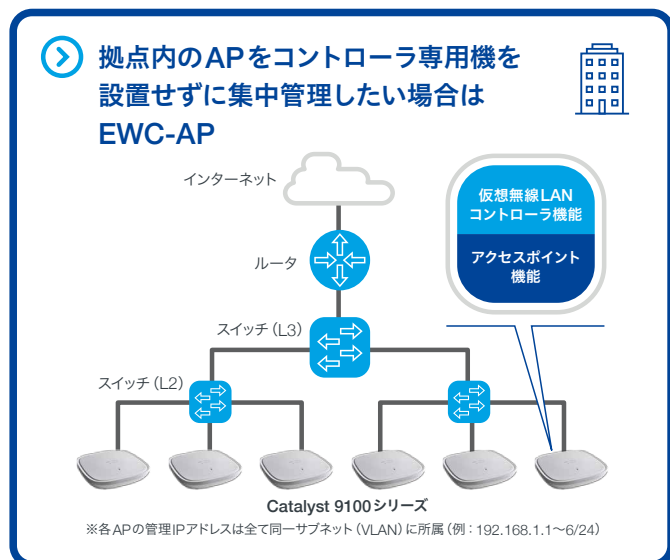 拠点内のAPをコントローラ専用機を
設置せずに集中管理したい場合は
EWC-AP
インターネット
仮想無線LAN
コントローラ機能
アクセスポイント
機能
ルータ
スイッチ（L3）
スイッチ（L2）
Catalyst 9100シリーズ
※各APの管理IPアドレスは全て同一サブネット（VLAN）に所属（例：192.168.1.1〜6/24）